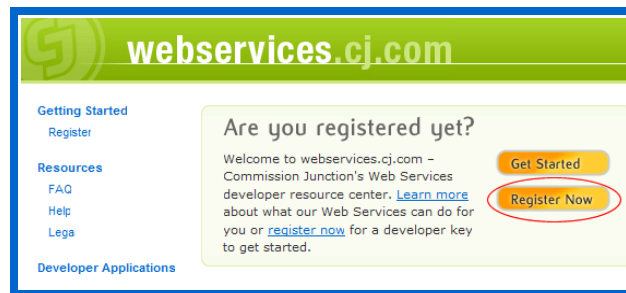 webservices.cj.com
Getting Started
Register
Resources
FAQ
Help
Lega
Developer Applications
Are you registered yet?
Welcome to webservices.cj.com –
Commission Junction's Web Services
developer resource center. Learn more
about what our Web Services can do for
you or register now for a developer key
to get started.
Get Started
Register Now